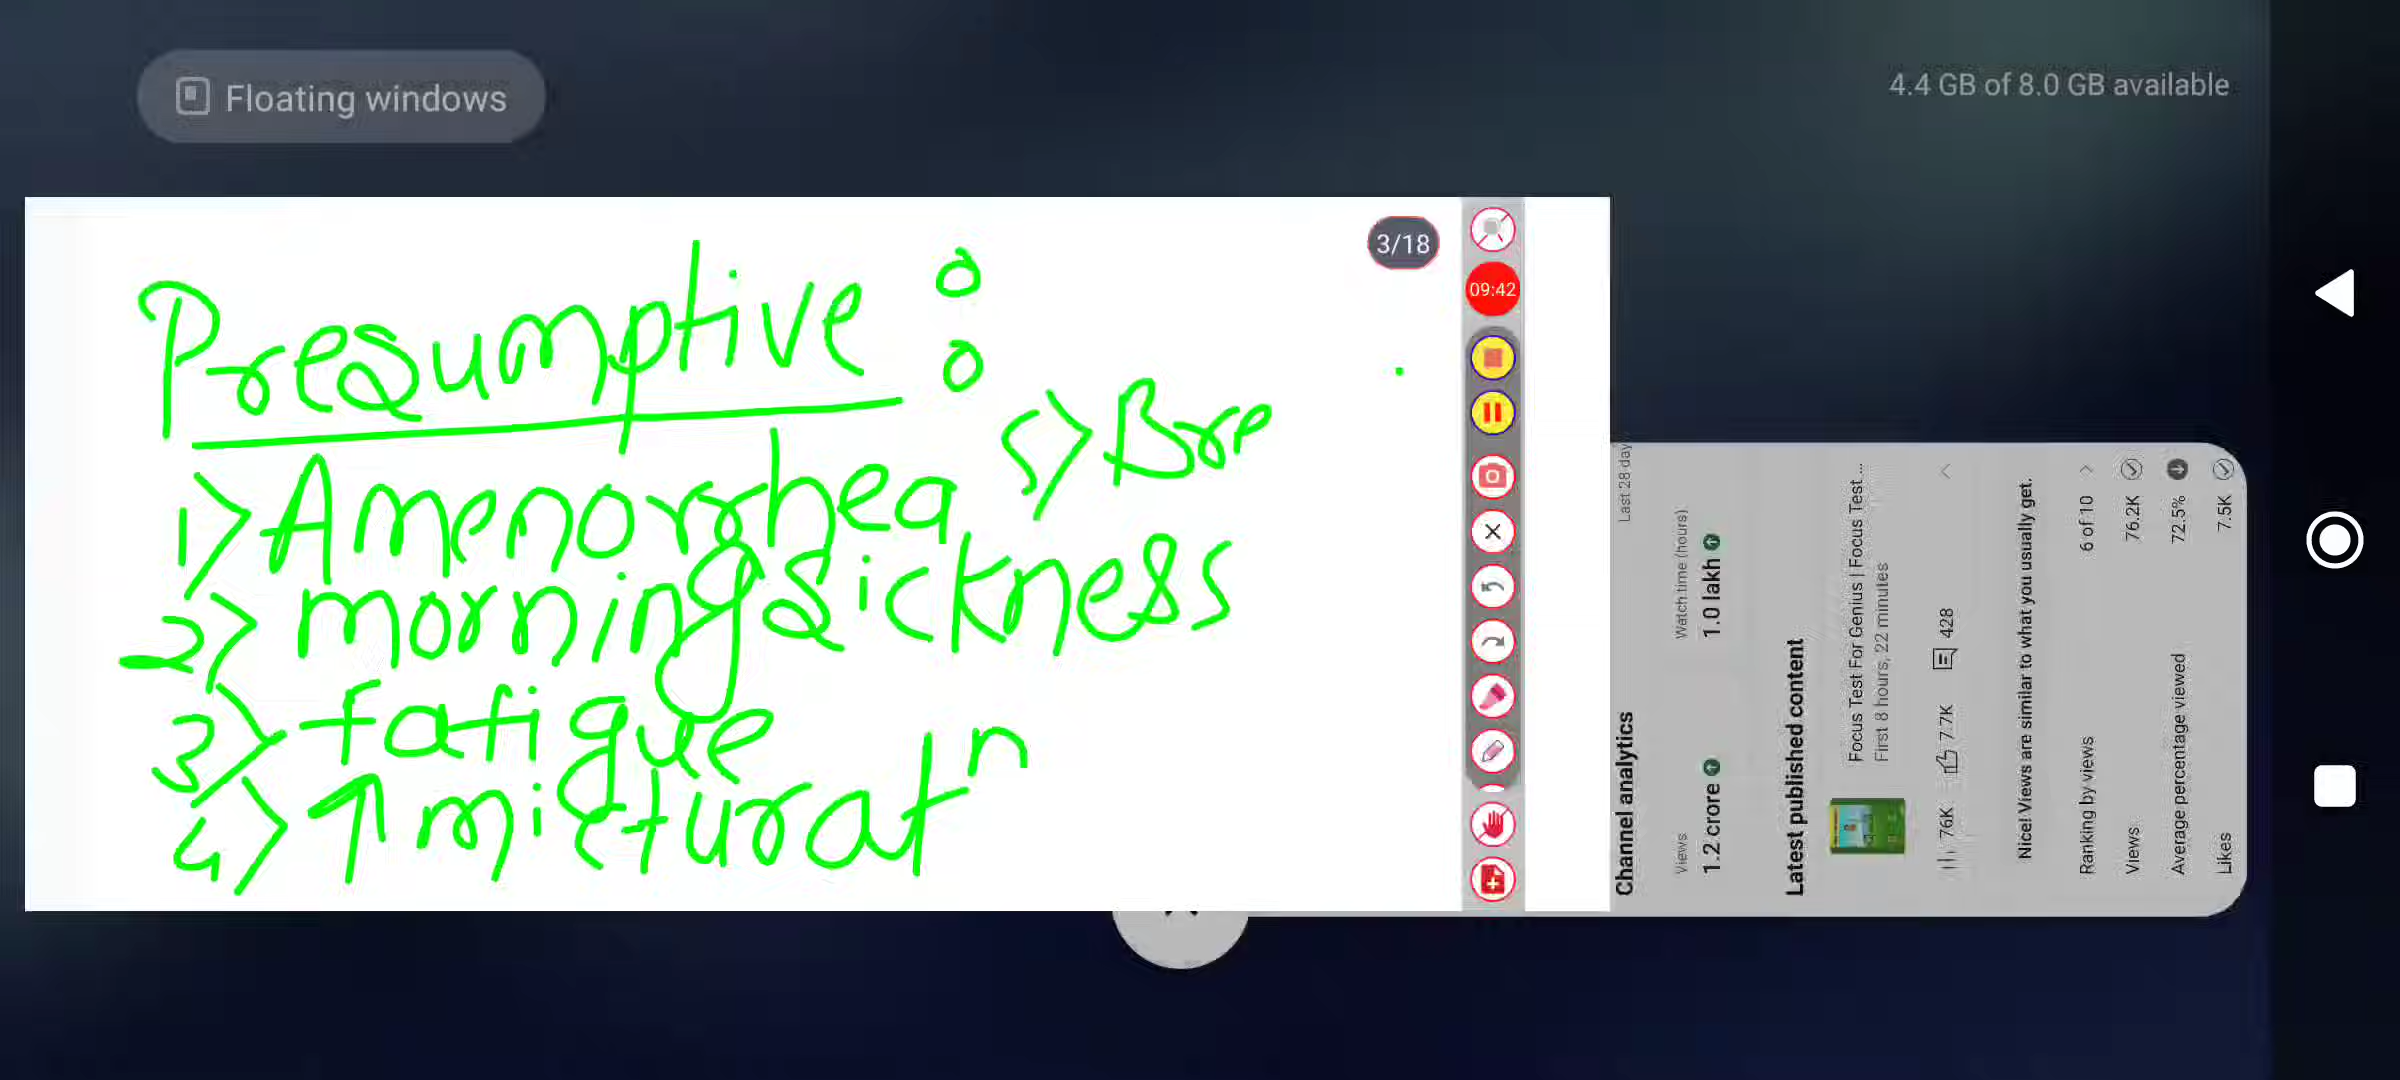 Floating windows
4.4 GB of 8.0 GB available
3/18
09:42
Presumptive :
1) Amenorrhea
2) morning sickness
3) fatigue
4) ↑ micturatn
5) Bre
Channel analytics
Last 28 day
Views
1.2 crore
Watch time (hours)
1.0 lakh
Latest published content
Focus Test For Genius | Focus Test...
First 8 hours, 22 minutes
76K 7.7K 428
Nice! Views are similar to what you usually get.
Ranking by views 6 of 10
Views 76.2K
Average percentage viewed 72.5%
Likes 7.5K